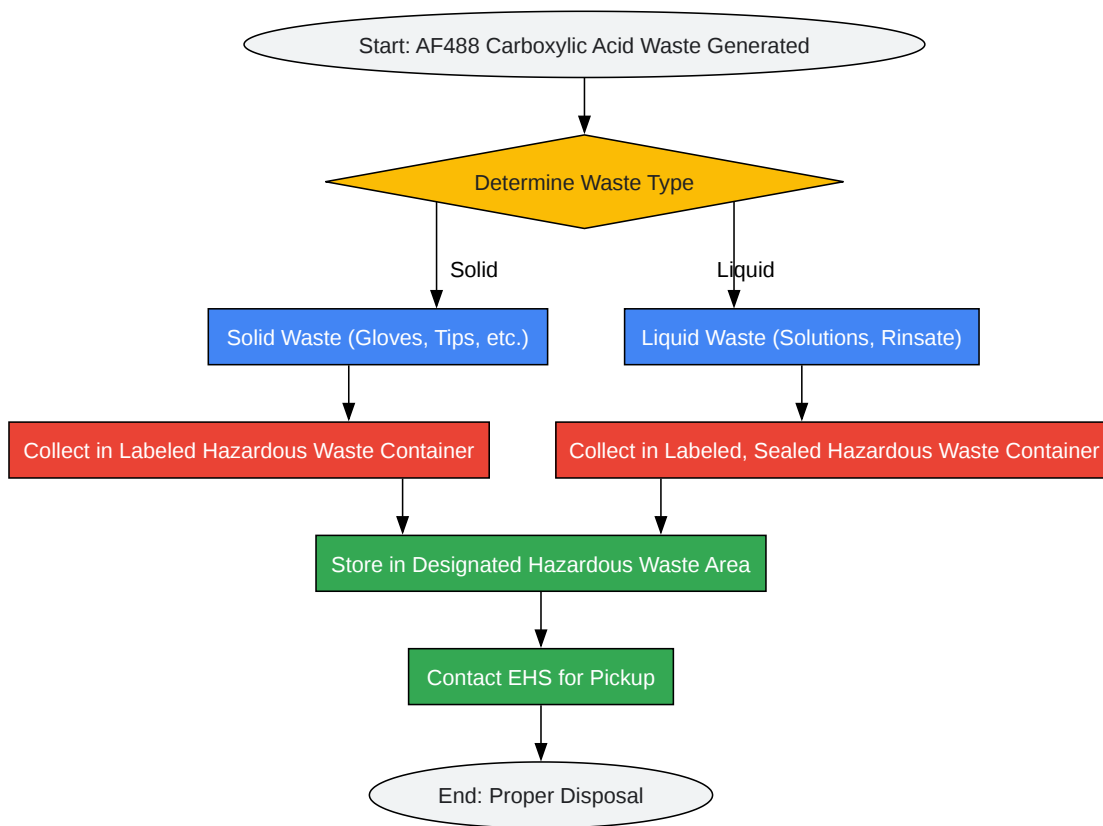 Start: AF488 Carboxylic Acid Waste Generated
Determine Waste Type
Solid
Liquid
Solid Waste (Gloves, Tips, etc.)
Liquid Waste (Solutions, Rinsate)
Collect in Labeled Hazardous Waste Container
Collect in Labeled, Sealed Hazardous Waste Container
Store in Designated Hazardous Waste Area
Contact EHS for Pickup
End: Proper Disposal